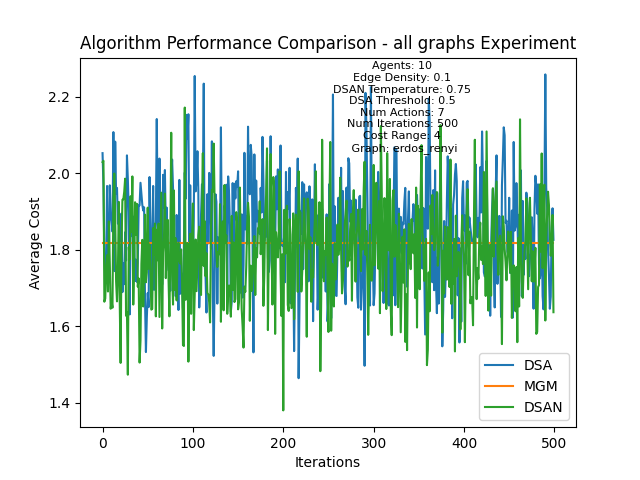 Algorithm Performance Comparison - all graphs Experiment
Agents: 10
Edge Density: 0.1
DSAN Temperature: 0.75
DSA Threshold: 0.5
Num Actions: 7
Num Iterations: 500
Cost Range: 4
Graph: erdos_renyi
2.2
2.0
1.8
1.6
1.4
Average Cost
DSA
MGM
DSAN
0
100
200
300
400
500
Iterations